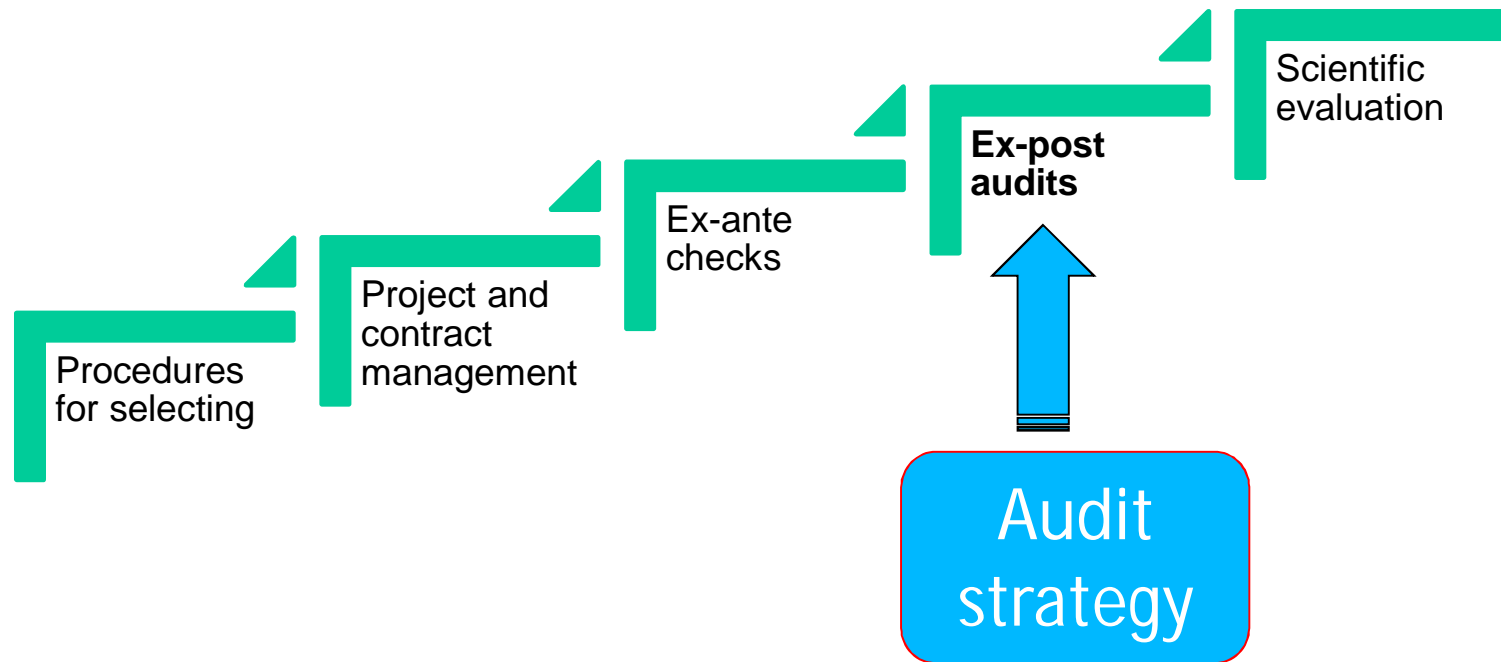 Procedures
for selecting
Project and
contract
management
Ex-ante
checks
Ex-post
audits
Scientific
evaluation
Audit
strategy